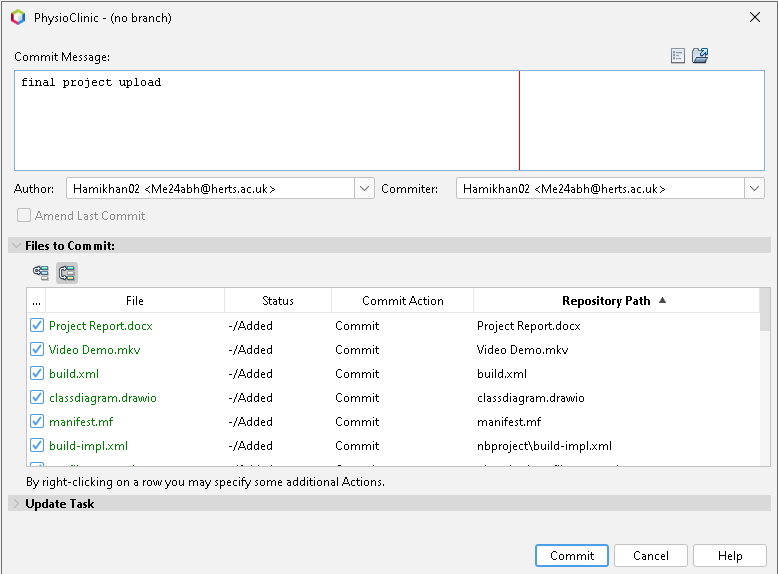 PhysioClinic - (no branch)
Commit Message:
final project upload
Author: Hamikhan02 <Me24abh@herts.ac.uk> Commiter: Hamikhan02 <Me24abh@herts.ac.uk>
Amend Last Commit
Files to Commit:
... File Status Commit Action Repository Path
Project Report.docx -/Added Commit Project Report.docx
Video Demo.mkv -/Added Commit Video Demo.mkv
build.xml -/Added Commit build.xml
classdiagram.drawio -/Added Commit classdiagram.drawio
manifest.mf -/Added Commit manifest.mf
build-impl.xml -/Added Commit nbproject\build-impl.xml
By right-clicking on a row you may specify some additional Actions.
Update Task
Commit Cancel Help